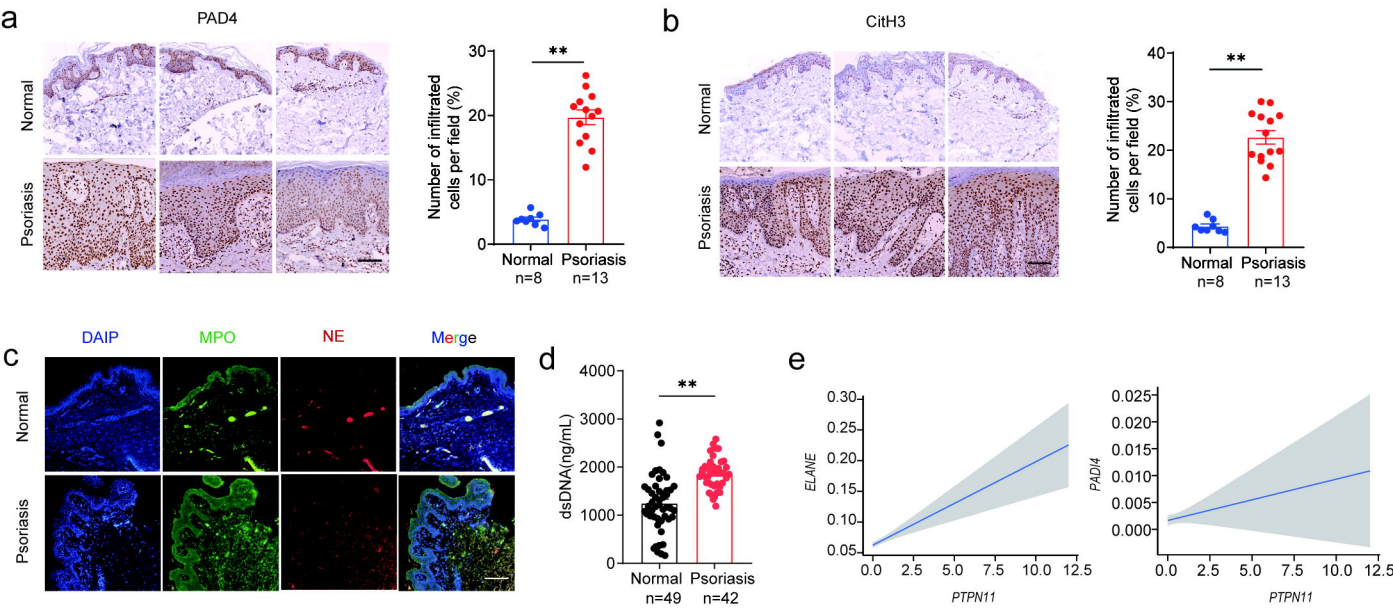 a
PAD4
Normal
Psoriasis
Number of infiltrated
cells per field (%)
30
20
10
0
**
Normal
n=8
Psoriasis
n=13
b
CitH3
Normal
Psoriasis
Number of infiltrated
cells per field (%)
40
30
20
10
0
**
Normal
n=8
Psoriasis
n=13
c
DAIP
MPO
NE
Merge
Normal
Psoriasis
d
dsDNA(ng/mL)
4000
3000
2000
1000
0
**
Normal
n=49
Psoriasis
n=42
e
ELANE
0.30
0.25
0.20
0.15
0.10
0.05
0.0
2.5
5.0
7.5
10.0
12.5
PTPN11
PADI4
0.025
0.020
0.015
0.010
0.005
0.000
0.0
2.5
5.0
7.5
10.0
12.5
PTPN11